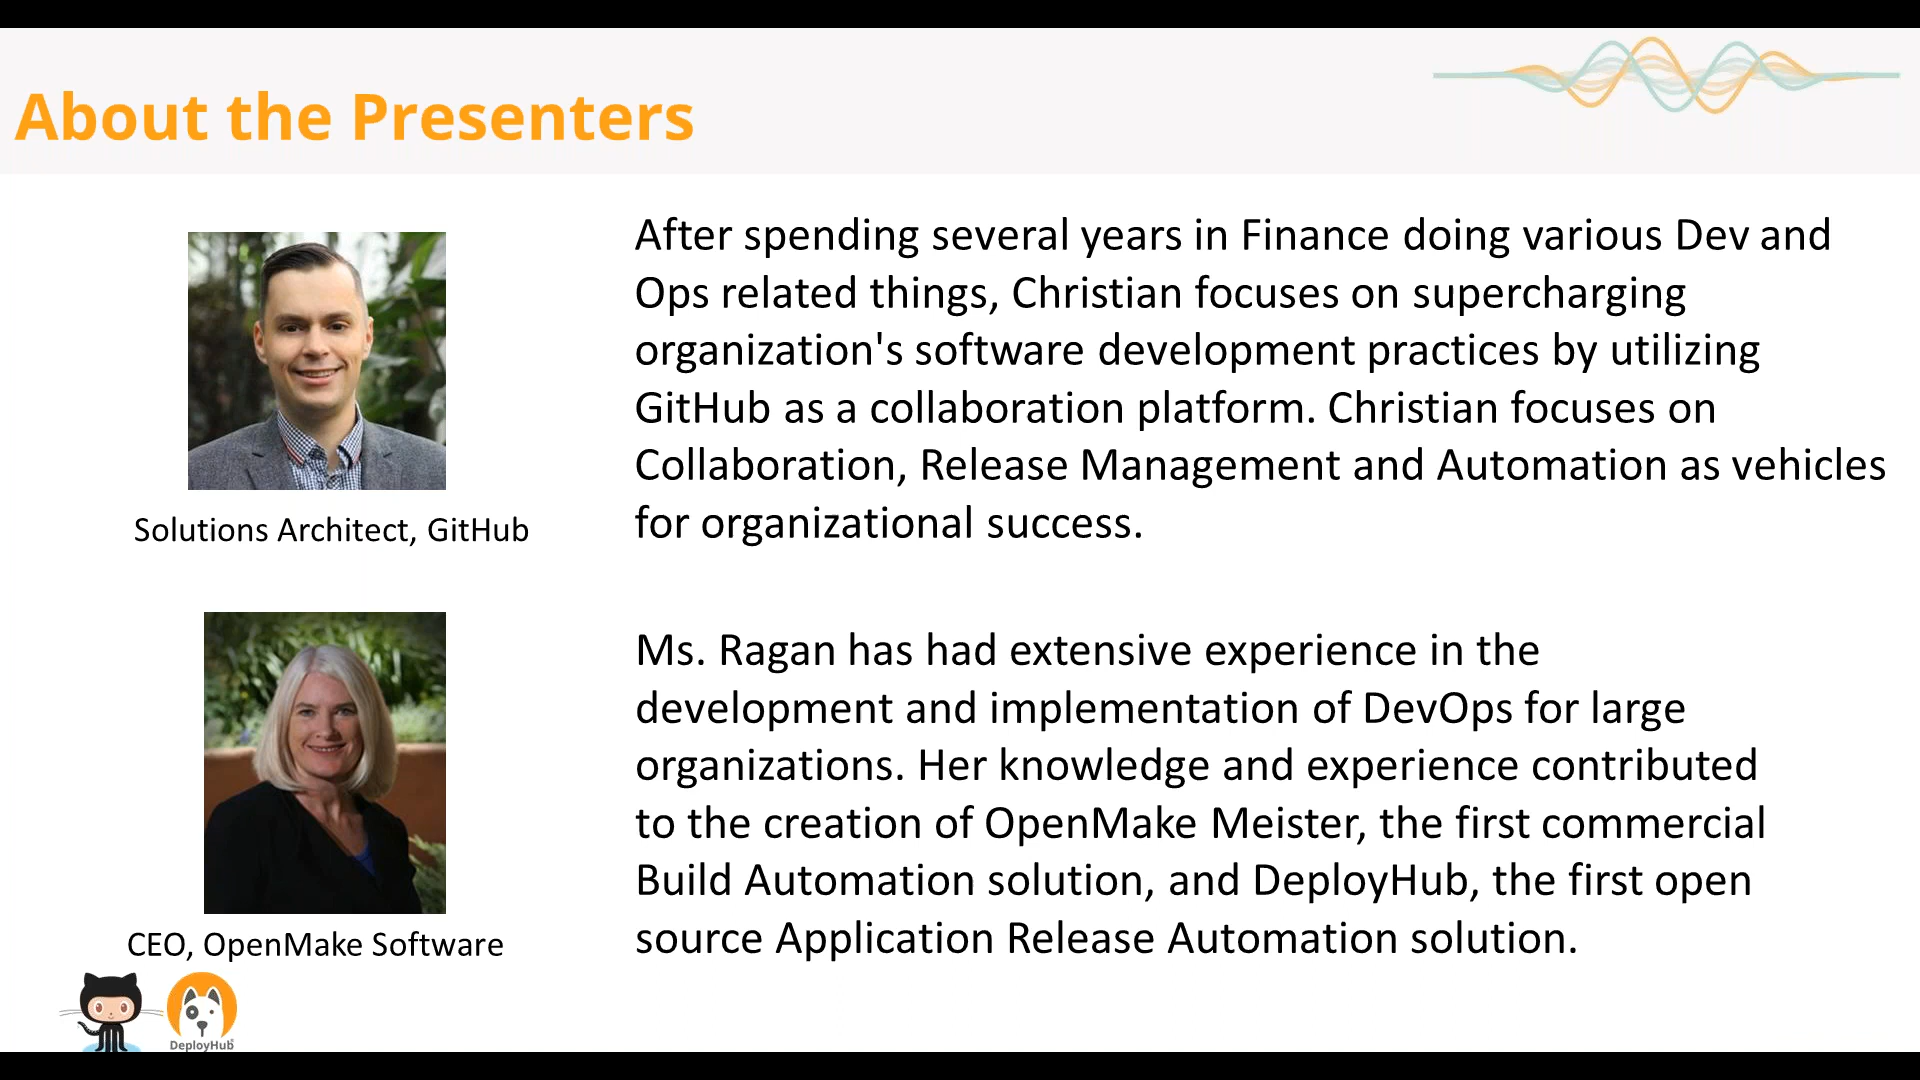 About the Presenters
After spending several years in Finance doing various Dev and
Ops related things, Christian focuses on supercharging
organization's software development practices by utilizing
GitHub as a collaboration platform. Christian focuses on
Collaboration, Release Management and Automation as vehicles
for organizational success.
Solutions Architect, GitHub
Ms. Ragan has had extensive experience in the
development and implementation of DevOps for large
organizations. Her knowledge and experience contributed
to the creation of OpenMake Meister, the first commercial
Build Automation solution, and DeployHub, the first open
source Application Release Automation solution.
CEO, OpenMake Software
DeployHub